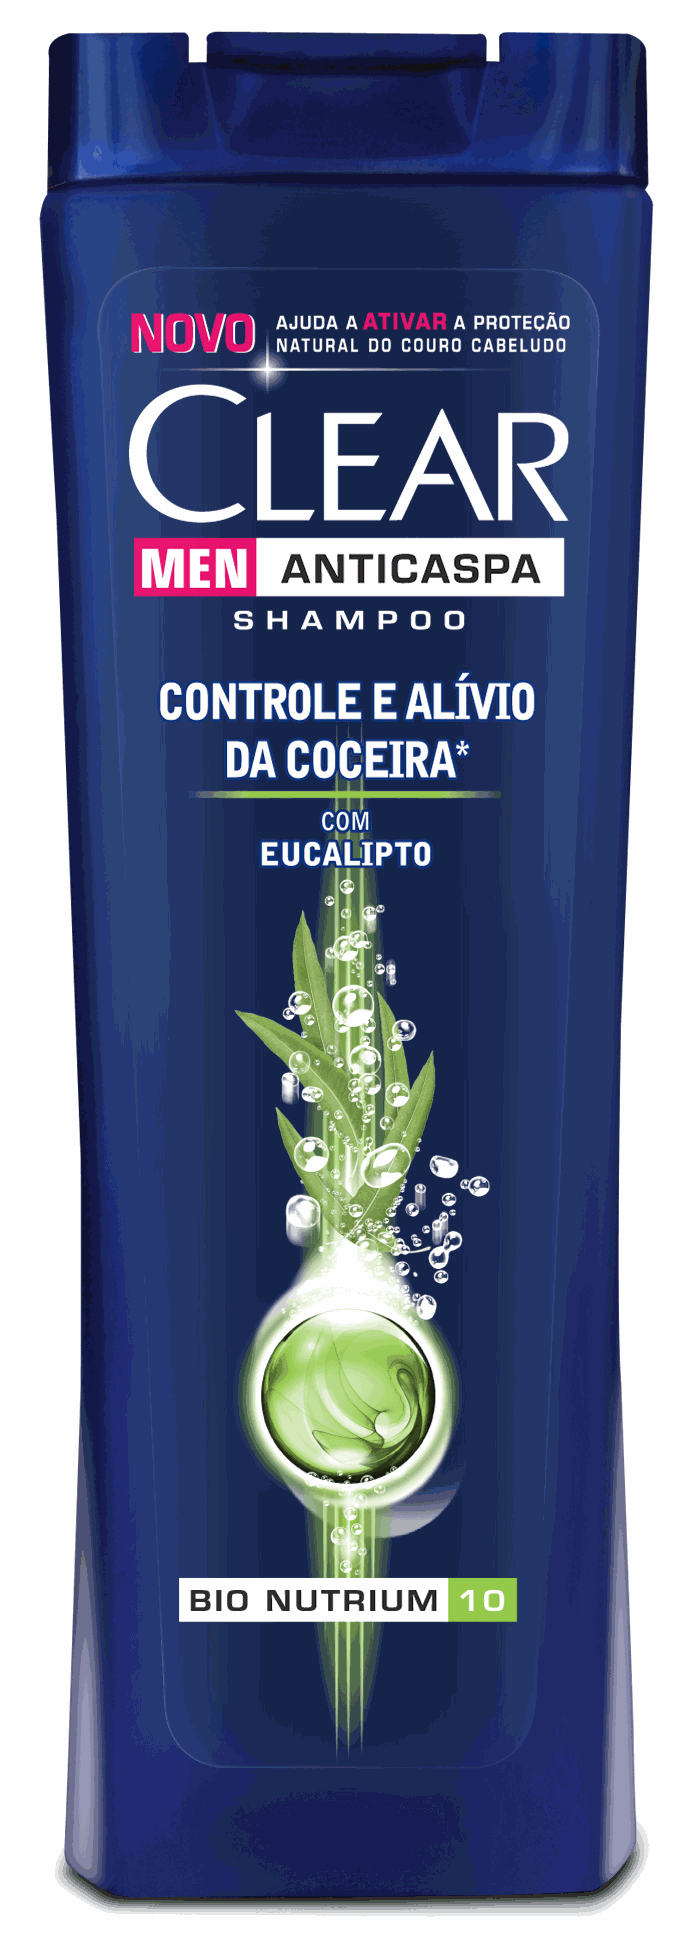 NOVO
AJUDA A ATIVAR A PROTEÇÃO
NATURAL DO COURO CABELUDO
CLEAR
MEN ANTICASPA
SHAMPOO
CONTROLE E ALÍVIO
DA COCEIRA*
COM
EUCALIPTO
BIO NUTRIUM 10